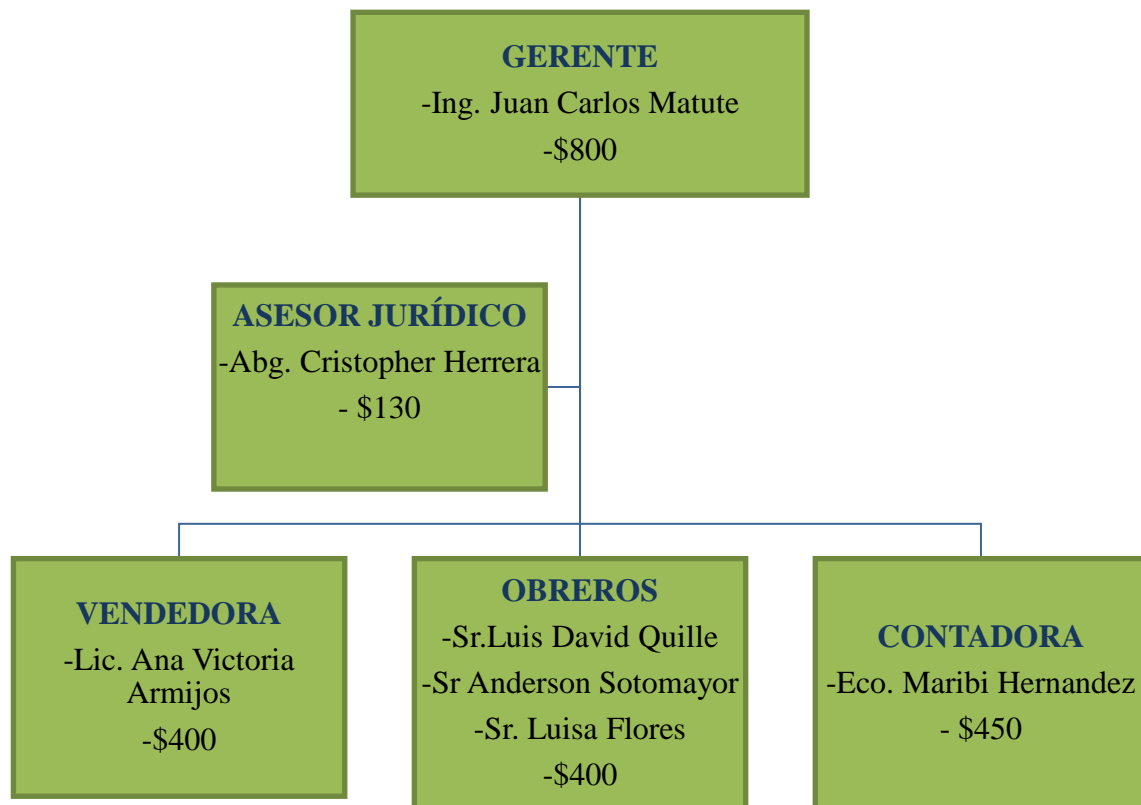 GERENTE
-Ing. Juan Carlos Matute
-$800
ASESOR JURÍDICO
-Abg. Cristopher Herrera
- $130
VENDEDORA
-Lic. Ana Victoria
Armijos
-$400
OBREROS
-Sr.Luis David Quille
-Sr Anderson Sotomayor
-Sr. Luisa Flores
-$400
CONTADORA
-Eco. Maribi Hernandez
- $450